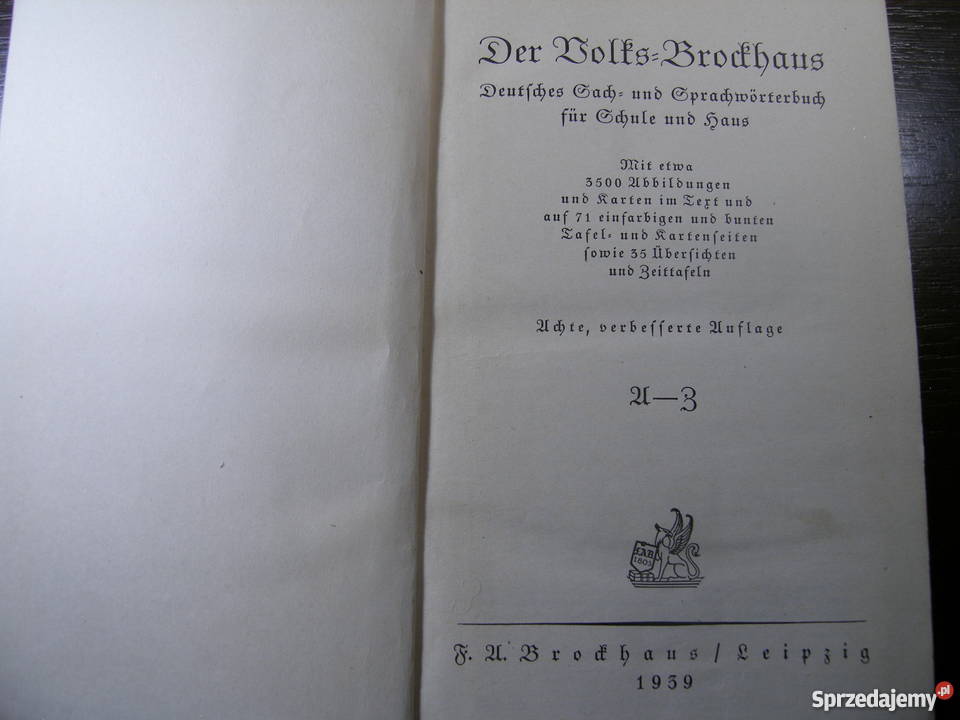 Der Volks-Brockhaus
Deutsches Sach- und Sprachwörterbuch
für Schule und Haus
Mit etwa
3500 Abbildungen
und Karten im Text und
auf 71 einfarbigen und bunten
Tafel- und Kartenseiten
sowie 35 Übersichten
und Zeittafeln
Achte, verbesserte Auflage
A—Z
FAB
1805
F. A. Brockhaus / Leipzig
1939
Sprzedajemy.pl